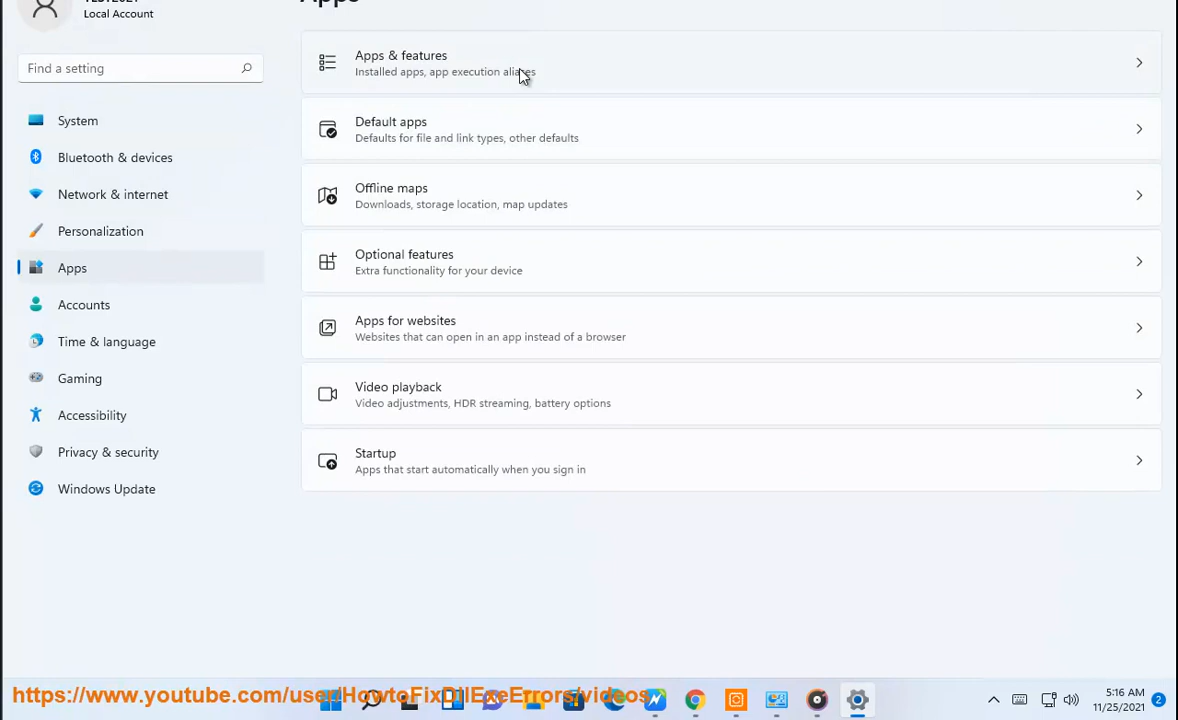 Local Account
Apps
Find a setting
System
Bluetooth & devices
Network & internet
Personalization
Apps
Accounts
Time & language
Gaming
Accessibility
Privacy & security
Windows Update
Apps & features
Installed apps, app execution aliases
Default apps
Defaults for file and link types, other defaults
Offline maps
Downloads, storage location, map updates
Optional features
Extra functionality for your device
Apps for websites
Websites that can open in an app instead of a browser
Video playback
Video adjustments, HDR streaming, battery options
Startup
Apps that start automatically when you sign in
https://www.youtube.com/user/HowtoFixDllExeErrors/videos
5:16 AM
11/25/2021
2